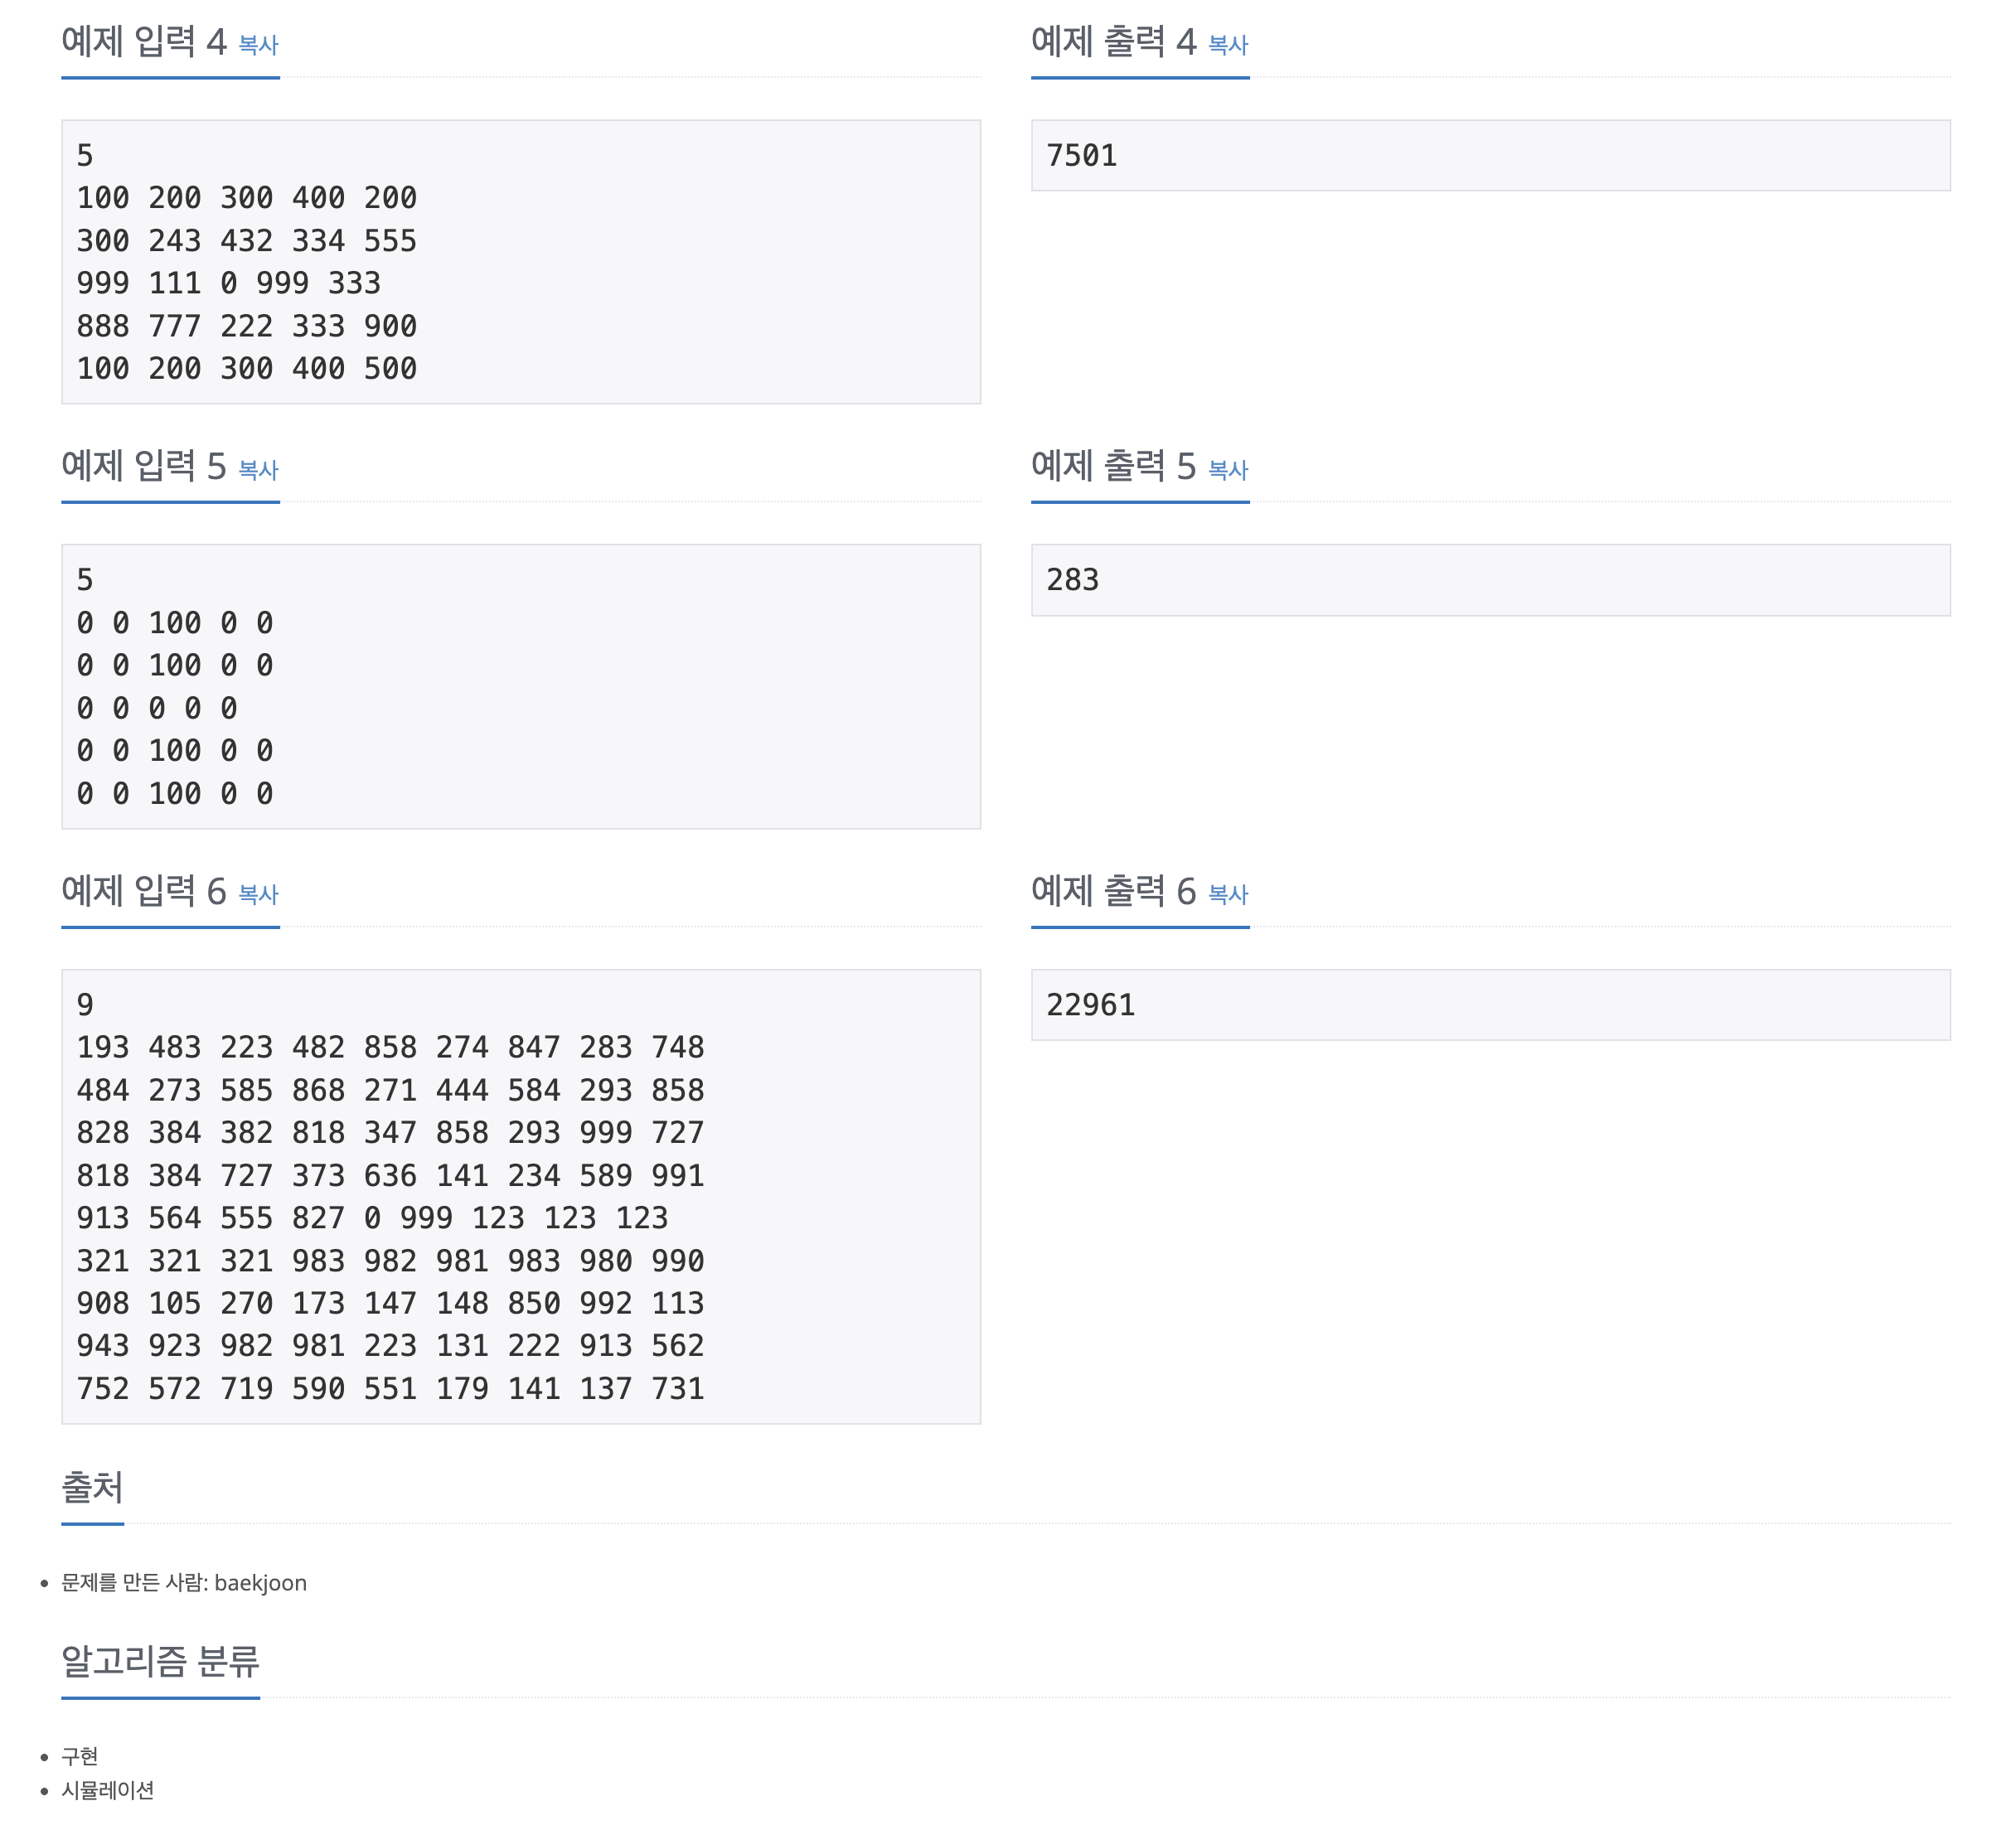 예제 입력 4 복사
5
100 200 300 400 200
300 243 432 334 555
999 111 0 999 333
888 777 222 333 900
100 200 300 400 500
예제 출력 4 복사
7501
예제 입력 5 복사
5
0 0 100 0 0
0 0 100 0 0
0 0 0 0 0
0 0 100 0 0
0 0 100 0 0
예제 출력 5 복사
283
예제 입력 6 복사
9
193 483 223 482 858 274 847 283 748
484 273 585 868 271 444 584 293 858
828 384 382 818 347 858 293 999 727
818 384 727 373 636 141 234 589 991
913 564 555 827 0 999 123 123 123
321 321 321 983 982 981 983 980 990
908 105 270 173 147 148 850 992 113
943 923 982 981 223 131 222 913 562
752 572 719 590 551 179 141 137 731
예제 출력 6 복사
22961
출처
• 문제를 만든 사람: baekjoon
알고리즘 분류
• 구현
• 시뮬레이션